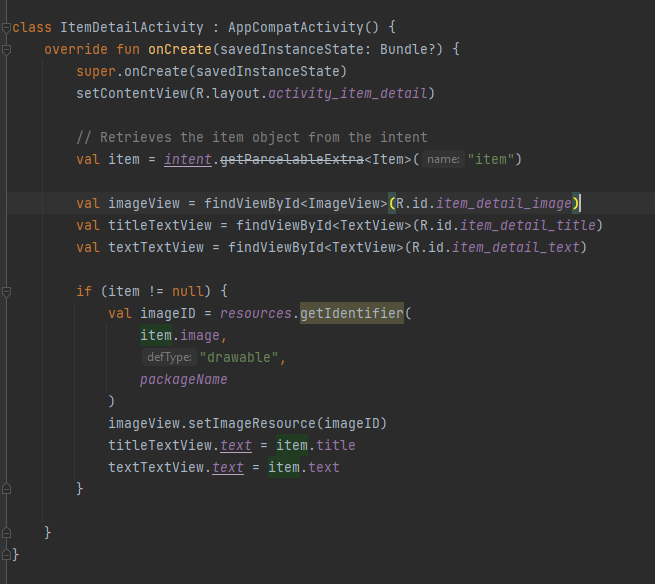 class ItemDetailActivity : AppCompatActivity() {
    override fun onCreate(savedInstanceState: Bundle?) {
        super.onCreate(savedInstanceState)
        setContentView(R.layout.activity_item_detail)

        // Retrieves the item object from the intent
        val item = intent.getParcelableExtra<Item>( name: "item")

        val imageView = findViewById<ImageView>(R.id.item_detail_image)
        val titleTextView = findViewById<TextView>(R.id.item_detail_title)
        val textTextView = findViewById<TextView>(R.id.item_detail_text)

        if (item != null) {
            val imageID = resources.getIdentifier(
                item.image,
                defType: "drawable",
                packageName
            )
            imageView.setImageResource(imageID)
            titleTextView.text = item.title
            textTextView.text = item.text
        }

    }
}